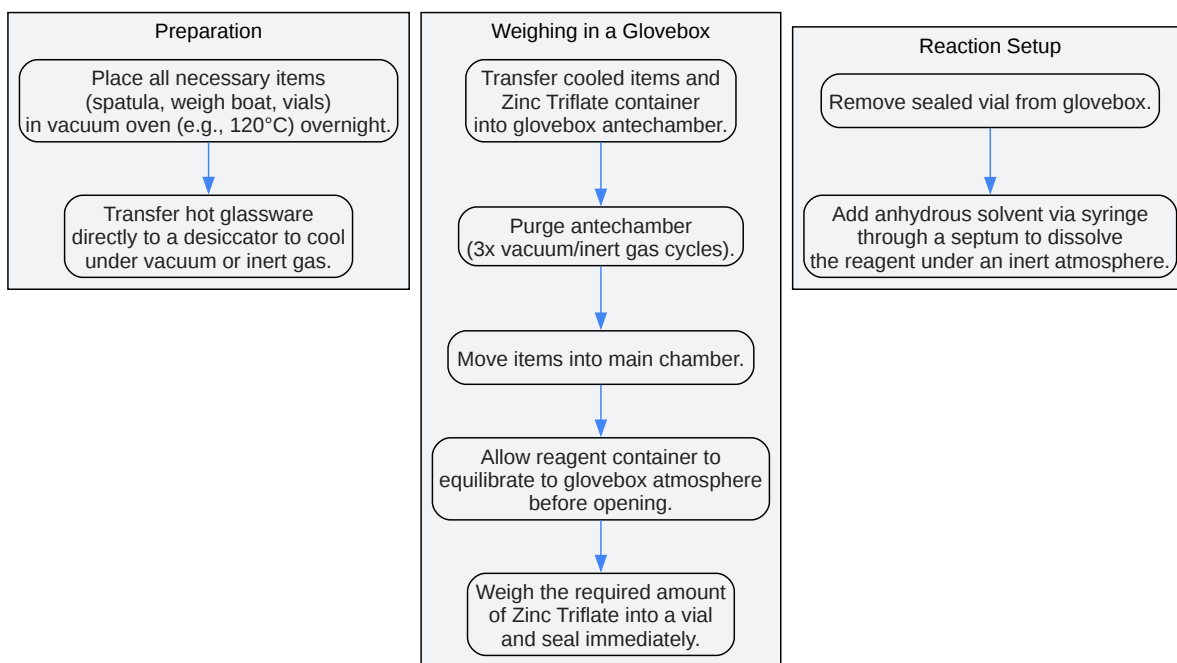 Preparation
Place all necessary items
(spatula, weigh boat, vials)
in vacuum oven (e.g., 120°C) overnight.
Transfer hot glassware
directly to a desiccator to cool
under vacuum or inert gas.
Weighing in a Glovebox
Transfer cooled items and
Zinc Triflate container
into glovebox antechamber.
Purge antechamber
(3x vacuum/inert gas cycles).
Move items into main chamber.
Allow reagent container to
equilibrate to glovebox atmosphere
before opening.
Weigh the required amount
of Zinc Triflate into a vial
and seal immediately.
Reaction Setup
Remove sealed vial from glovebox.
Add anhydrous solvent via syringe
through a septum to dissolve
the reagent under an inert atmosphere.